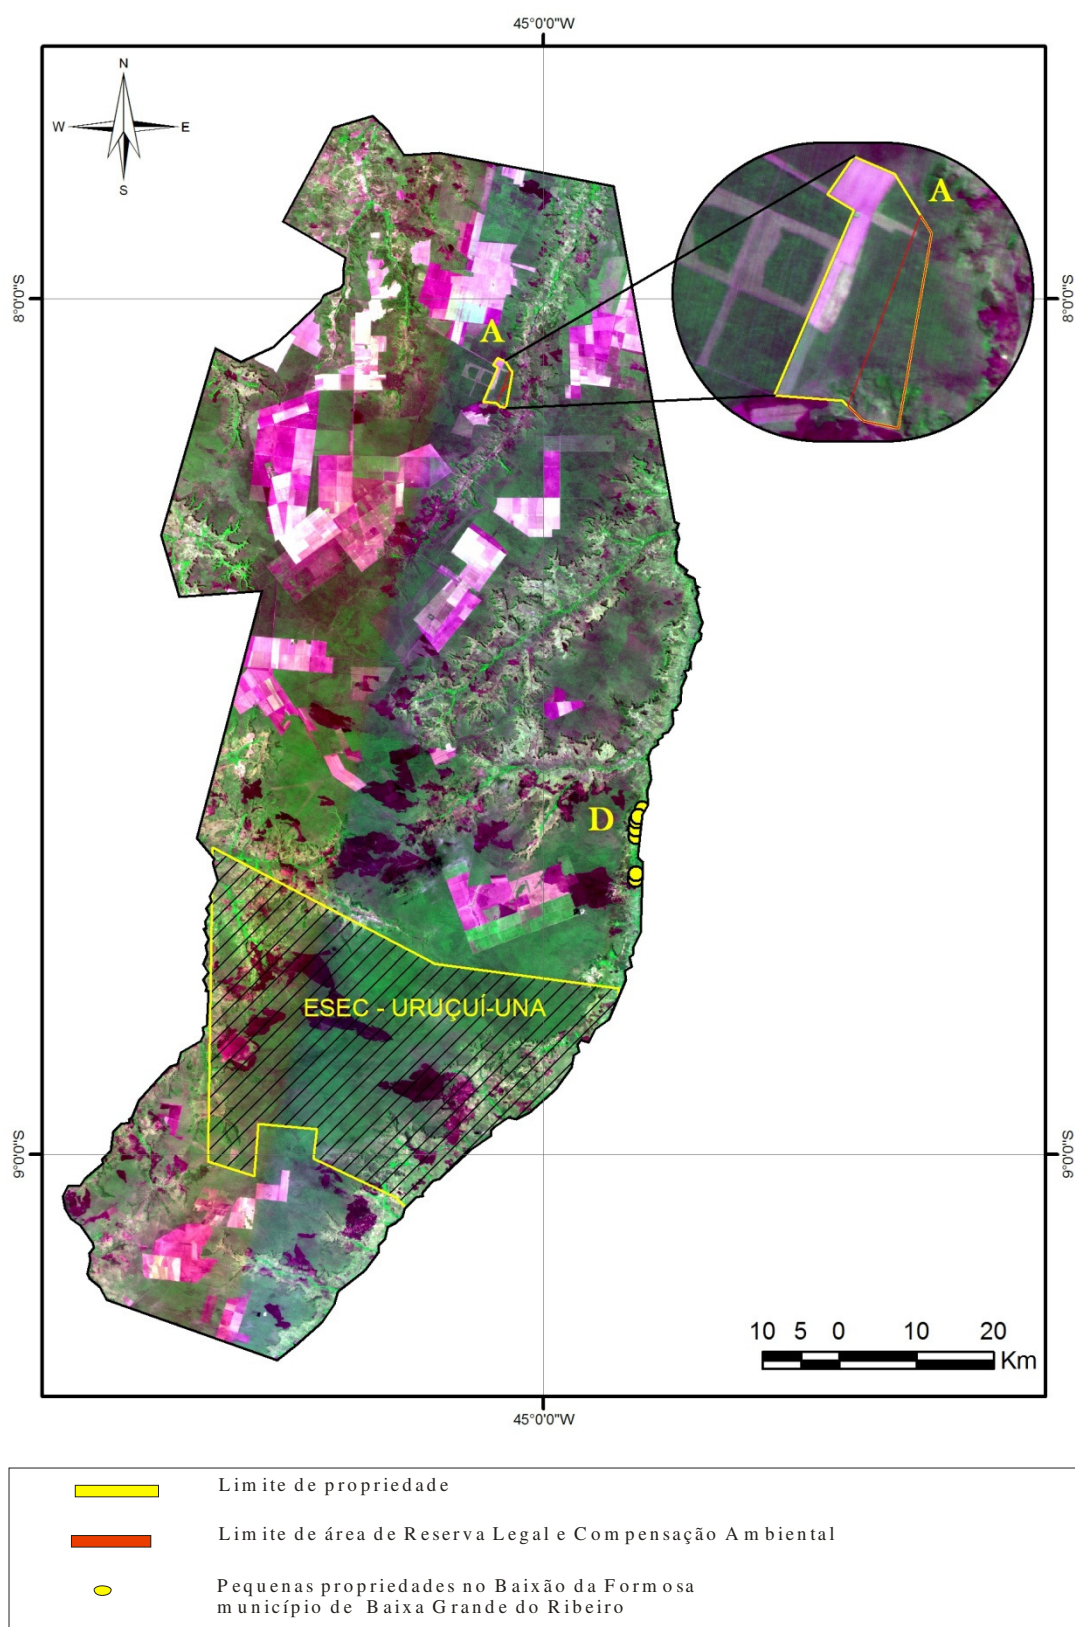 45°0'0"W
N
W
E
S
A
8°0'0"S
8°0'0"S
A
D
ESEC - URUÇUÍ-UNA
9°0'0"S
9°0'0"S
10 5 0 10 20
Km
45°0'0"W
Limite de propriedade
Limite de área de Reserva Legal e Compensação Ambiental
Pequenas propriedades no Baixão da Formosa
município de Baixa Grande do Ribeiro